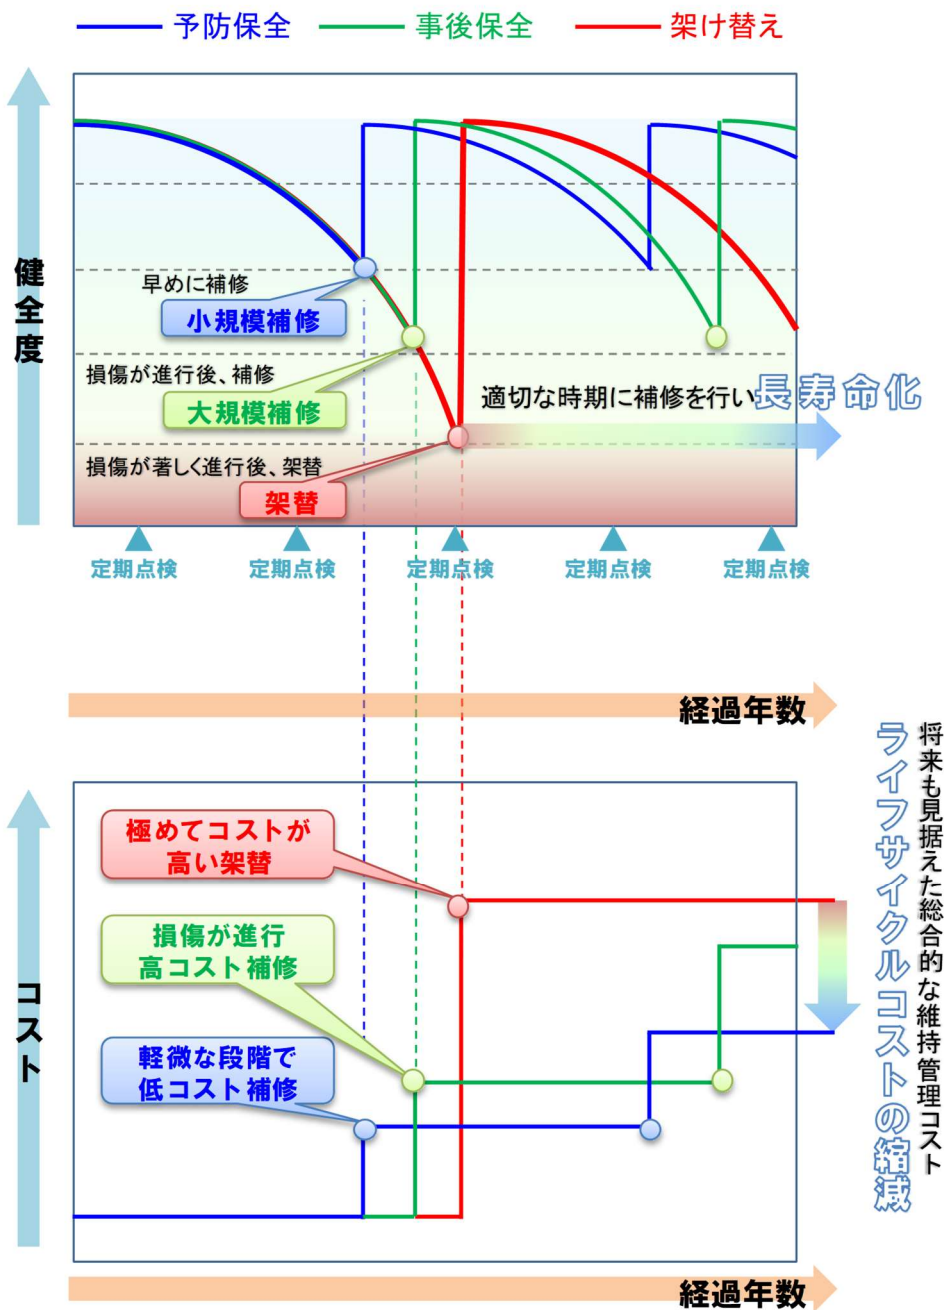 予防保全
事後保全
架け替え
健全度
早めに補修
小規模補修
損傷が進行後、補修
大規模補修
適切な時期に補修を行い長寿命化
損傷が著しく進行後、架替
架替
定期点検
定期点検
定期点検
定期点検
定期点検
経過年数
コスト
極めてコストが
高い架替
損傷が進行
高コスト補修
軽微な段階で
低コスト補修
将来も見据えた総合的な維持管理コスト
ライフサイクルコストの縮減
経過年数